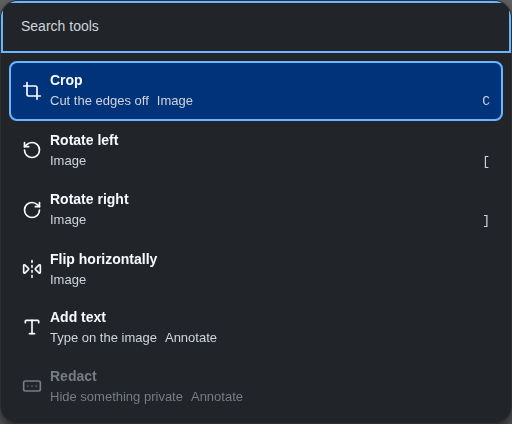 Search tools
Crop
Cut the edges off Image C
Rotate left
Image [
Rotate right
Image ]
Flip horizontally
Image
Add text
Type on the image Annotate
Redact
Hide something private Annotate